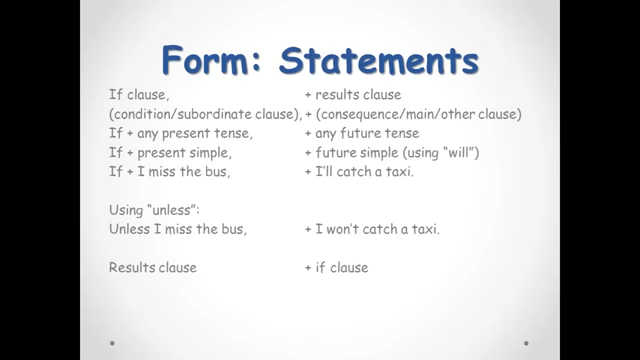 Form: Statements
If clause, + results clause
(condition/subordinate clause), + (consequence/main/other clause)
If + any present tense, + any future tense
If + present simple, + future simple (using “will”)
If + I miss the bus, + I’ll catch a taxi.
Using “unless”:
Unless I miss the bus, + I won’t catch a taxi.
Results clause + if clause